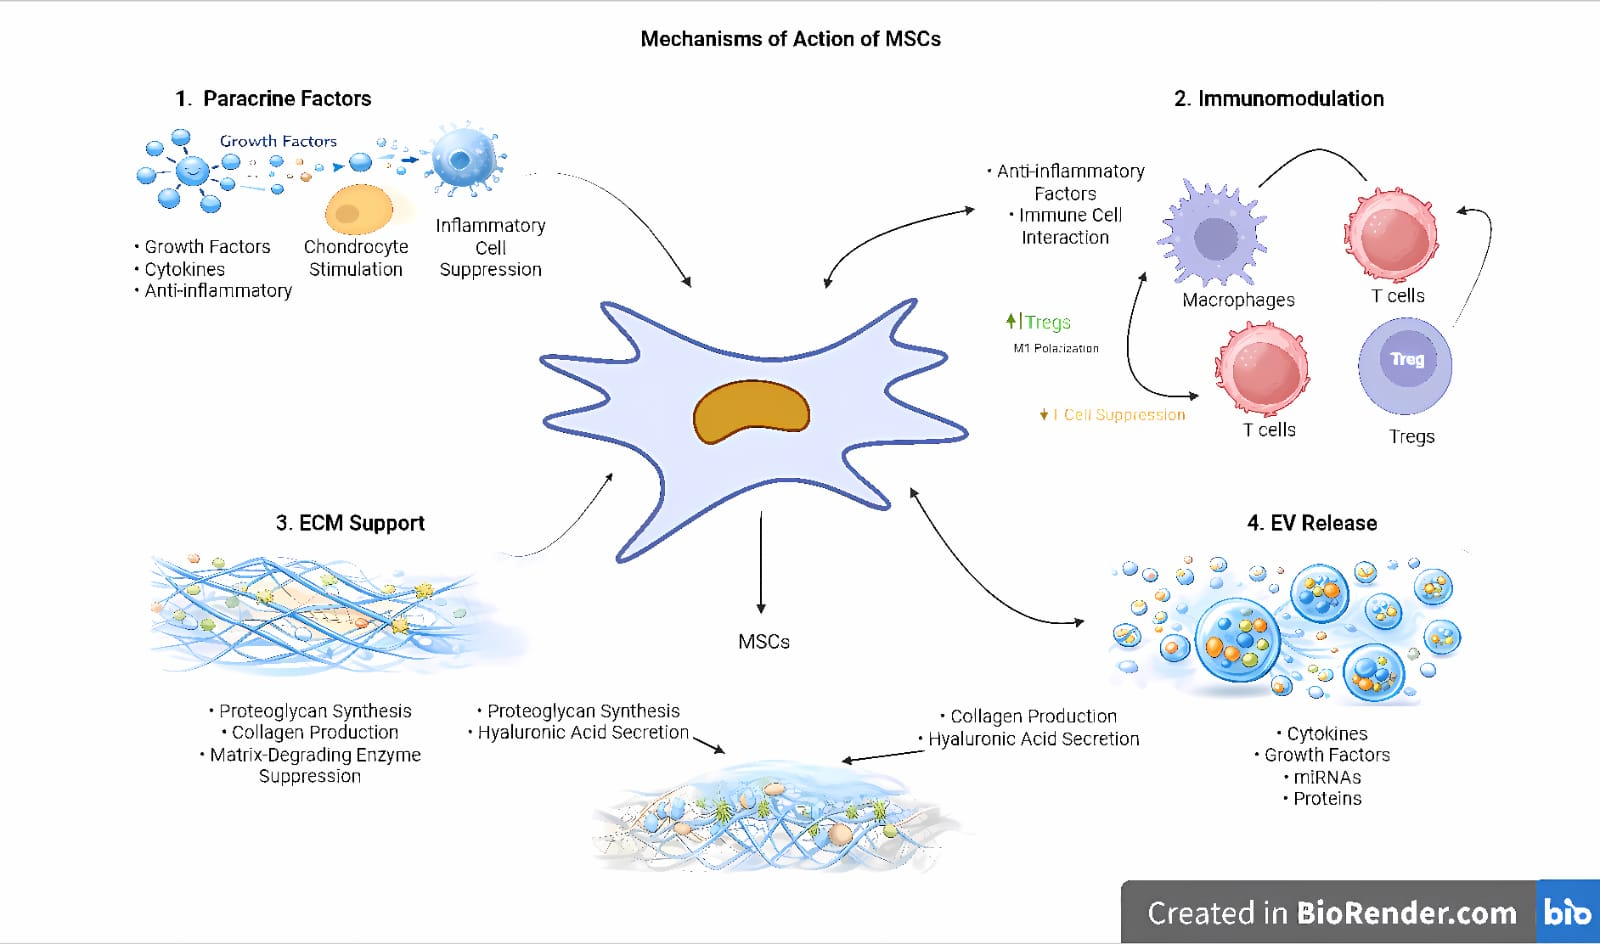 Mechanisms of Action of MSCs
1. Paracrine Factors
Growth Factors
• Growth Factors
• Cytokines
• Anti-inflammatory
Chondrocyte
Stimulation
Inflammatory
Cell
Suppression
2. Immunomodulation
• Anti-inflammatory
Factors
• Immune Cell
Interaction
Macrophages
T cells
Tregs
M1 Polarization
Cell Suppression
T cells
Treg
Tregs
3. ECM Support
• Proteoglycan Synthesis
• Collagen Production
• Matrix-Degrading Enzyme
Suppression
MSCs
• Proteoglycan Synthesis
• Hyaluronic Acid Secretion
• Collagen Production
• Hyaluronic Acid Secretion
4. EV Release
• Cytokines
• Growth Factors
• miRNAs
• Proteins
Created in BioRender.com bio